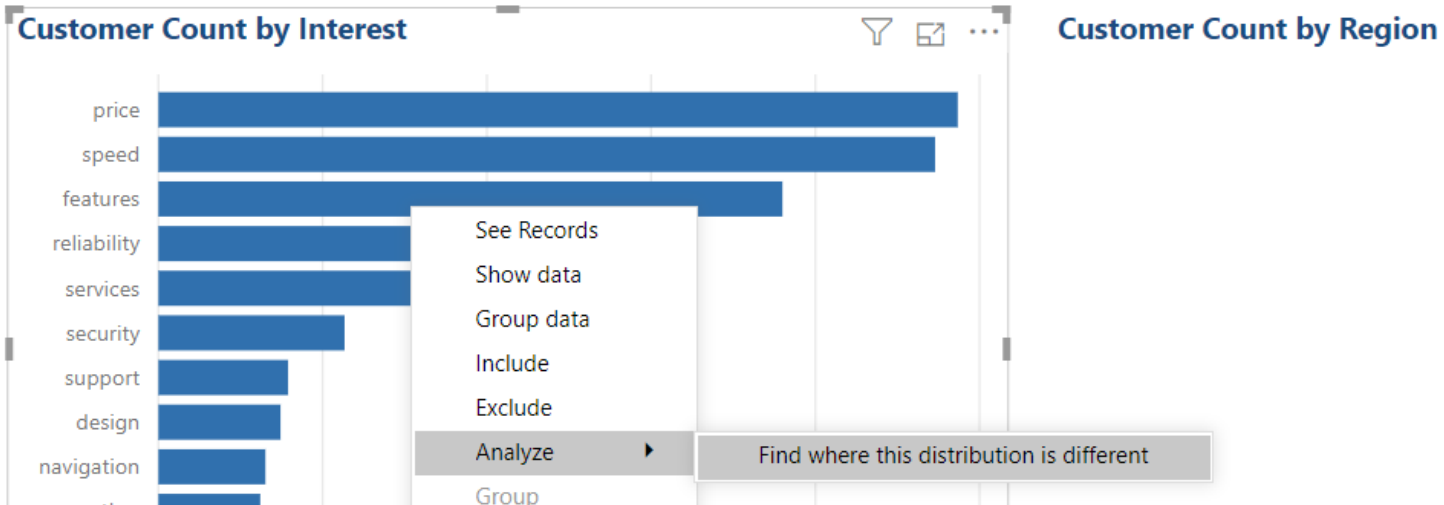 Customer Count by Interest
Customer Count by Region
price
speed
features
reliability
services
security
support
design
navigation
See Records
Show data
Group data
Include
Exclude
Analyze
Find where this distribution is different
Group